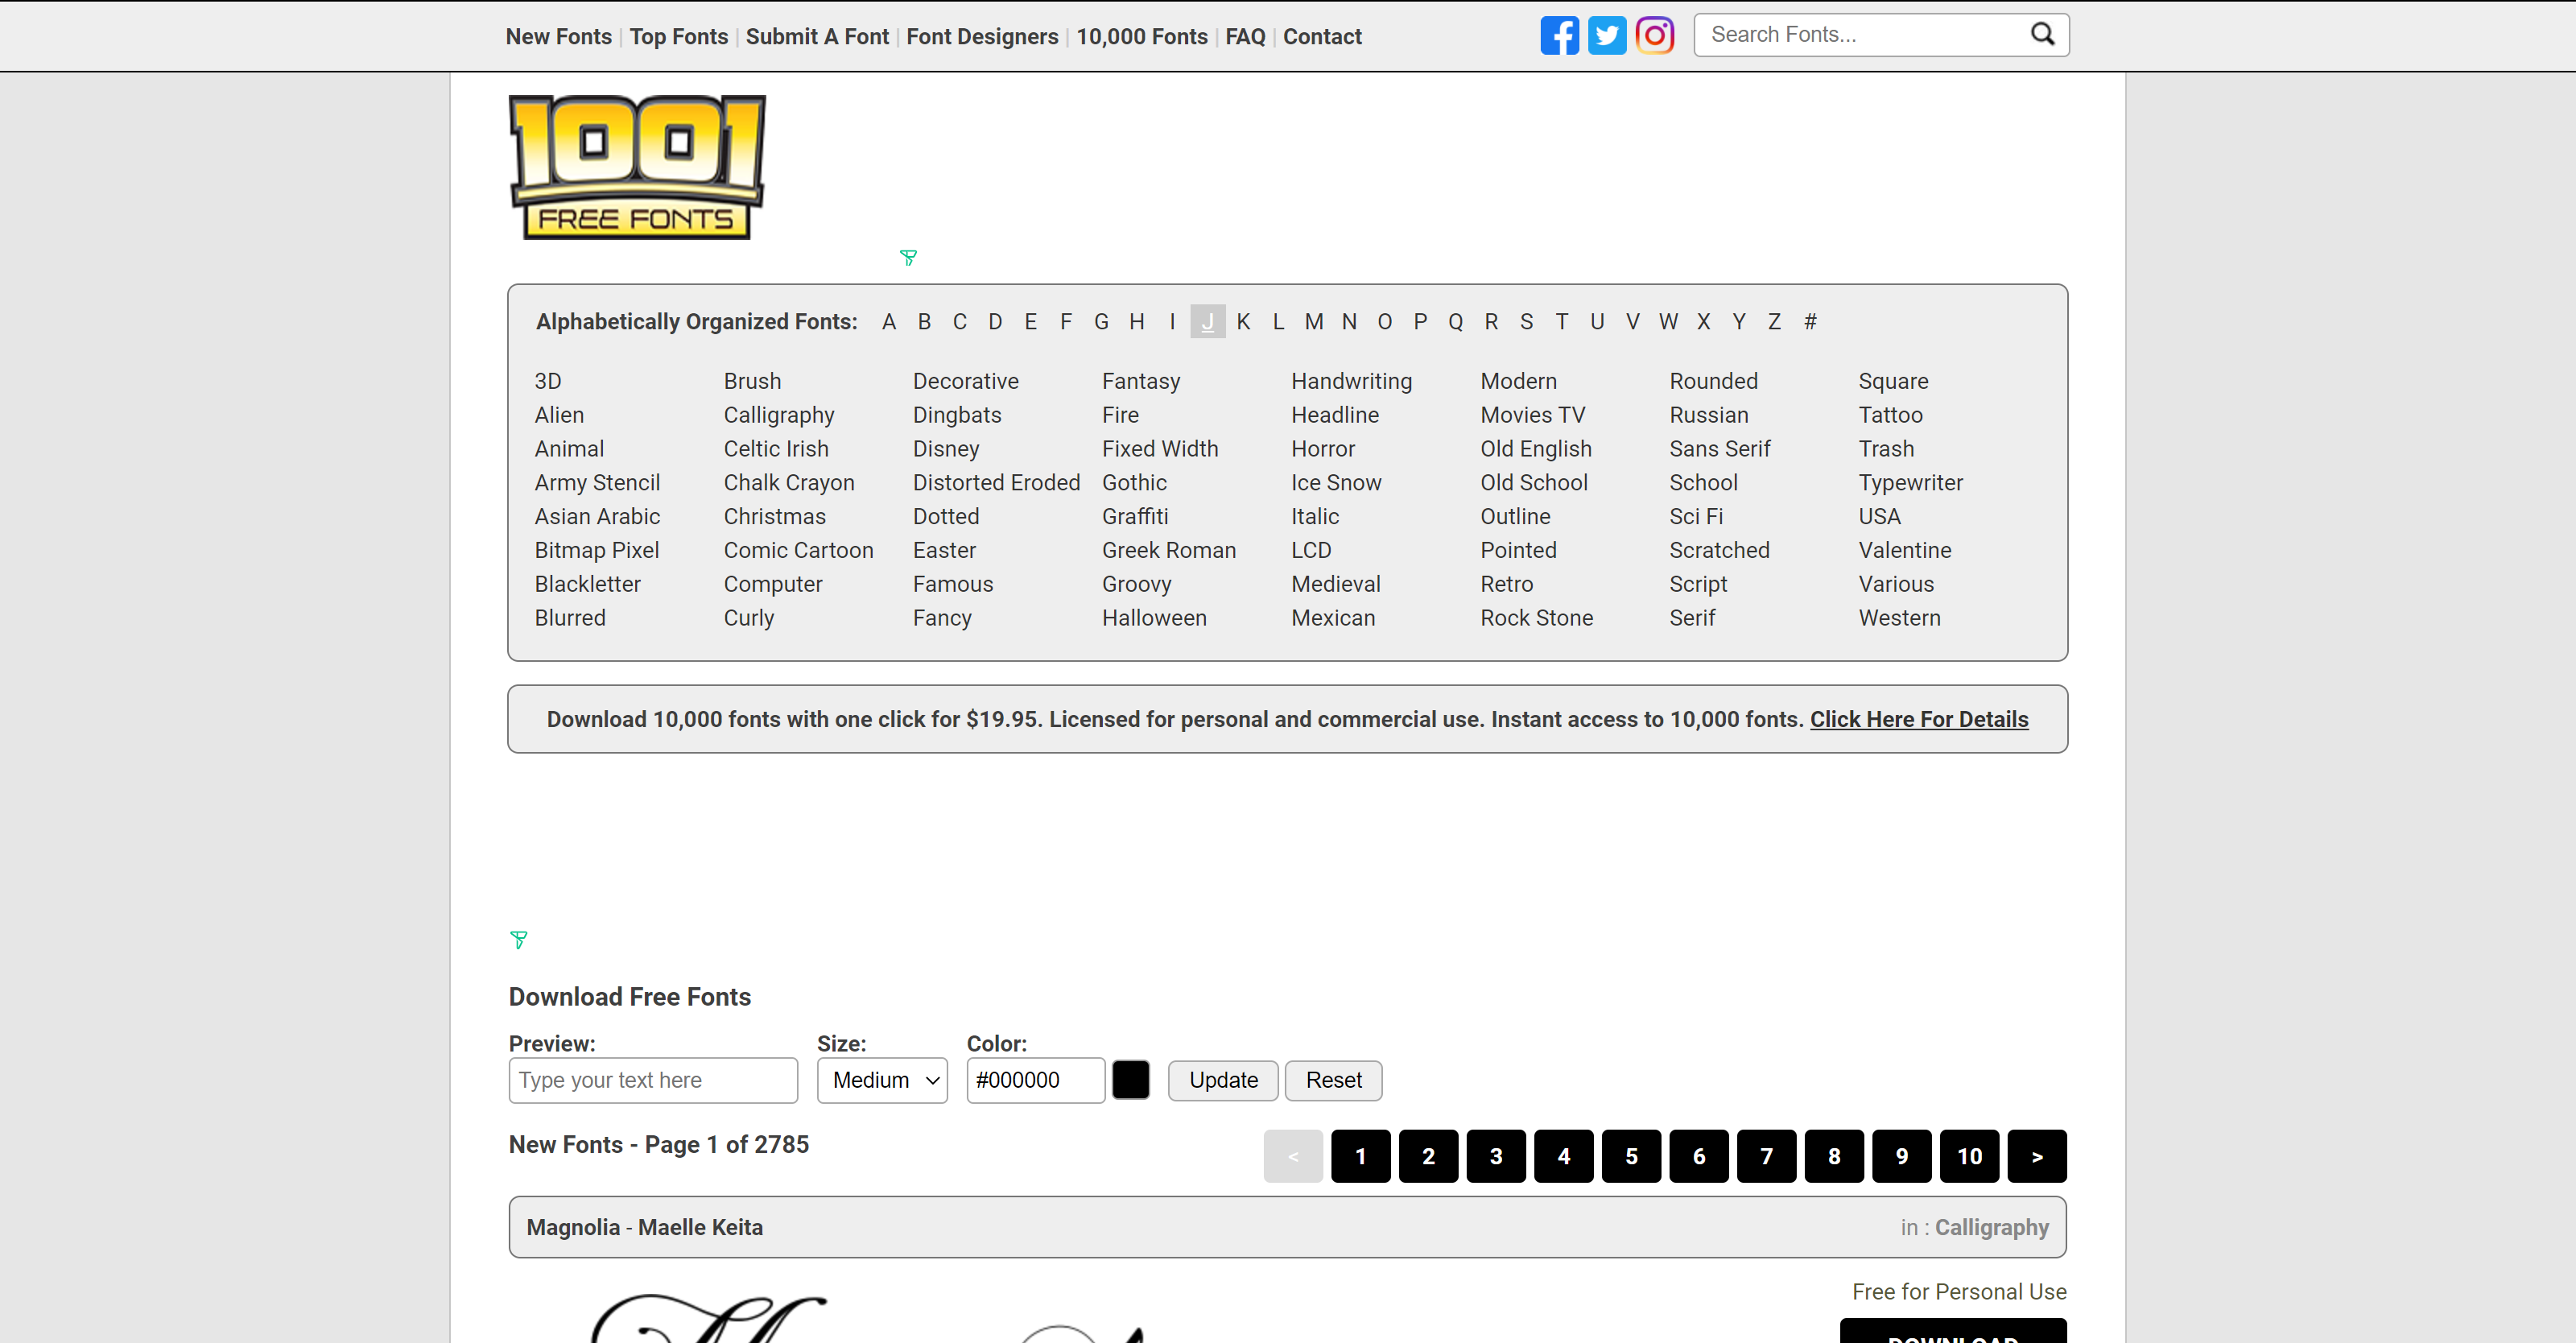 New Fonts | Top Fonts | Submit A Font | Font Designers | 10,000 Fonts | FAQ | Contact
Search Fonts...
1001
FREE FONTS
Alphabetically Organized Fonts: A B C D E F G H I J K L M N O P Q R S T U V W X Y Z #
3D Brush Decorative Fantasy Handwriting Modern Rounded Square
Alien Calligraphy Dingbats Fire Headline Movies TV Russian Tattoo
Animal Celtic Irish Disney Fixed Width Horror Old English Sans Serif Trash
Army Stencil Chalk Crayon Distorted Eroded Gothic Ice Snow Old School School Typewriter
Asian Arabic Christmas Dotted Graffiti Italic Outline Sci Fi USA
Bitmap Pixel Comic Cartoon Easter Greek Roman LCD Pointed Scratched Valentine
Blackletter Computer Famous Groovy Medieval Retro Script Various
Blurred Curly Fancy Halloween Mexican Rock Stone Serif Western
Download 10,000 fonts with one click for $19.95. Licensed for personal and commercial use. Instant access to 10,000 fonts. Click Here For Details
Download Free Fonts
Preview: Size: Color:
Type your text here Medium #000000 Update Reset
New Fonts - Page 1 of 2785 < 1 2 3 4 5 6 7 8 9 10 >
Magnolia - Maelle Keita in : Calligraphy
Free for Personal Use
DOWNLOAD